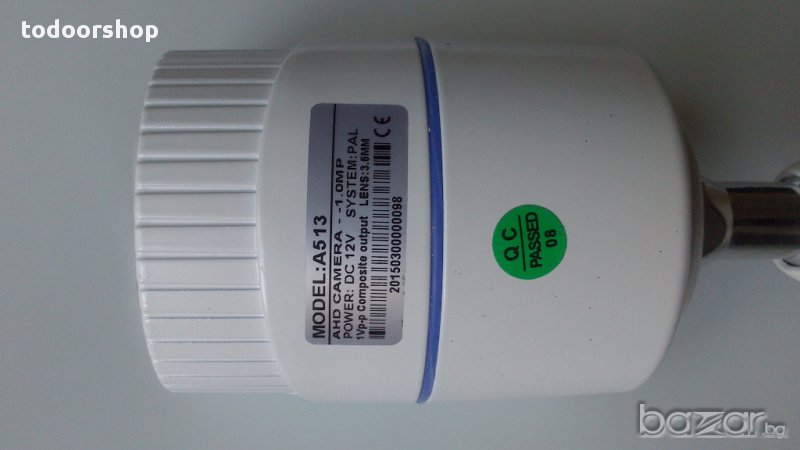 todoorshop
MODEL:A513
AHD CAMERA - -1.0MP
POWER: DC 12V SYSTEM:PAL
1Vp-p Composite output LENS:3.6MM
20150300000098
CE
QC
PASSED
08
bazar.bg